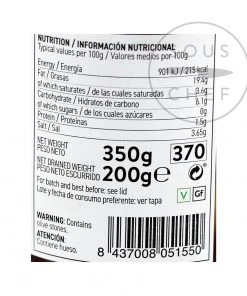 NUTRITION / INFORMACIÓN NUTRICIONAL
Typical values per 100g / Valores medios por 100g
Energy / Energía 901 kJ / 215 kcal
Fat / Grasas 19.4g
of which saturates / de las cuales saturadas 3.6g
Carbohydrate / Hidratos de carbono 6.1g
of which sugars / de los cuales azúcares 0g
Protein / Proteínas 1.5g
Salt / Sal 3.65g
NET WEIGHT
PESO NETO 350g 370
NET DRAINED WEIGHT
PESO NETO ESCURRIDO 200g e
For batch and best before: see lid
Lote y fecha de consumo preferente: ver tapa
V GF
WARNING: Contains
olive stones.
ATENCIÓN:
Contiene hueso.
8 437008 051550
SOUS
CHEF